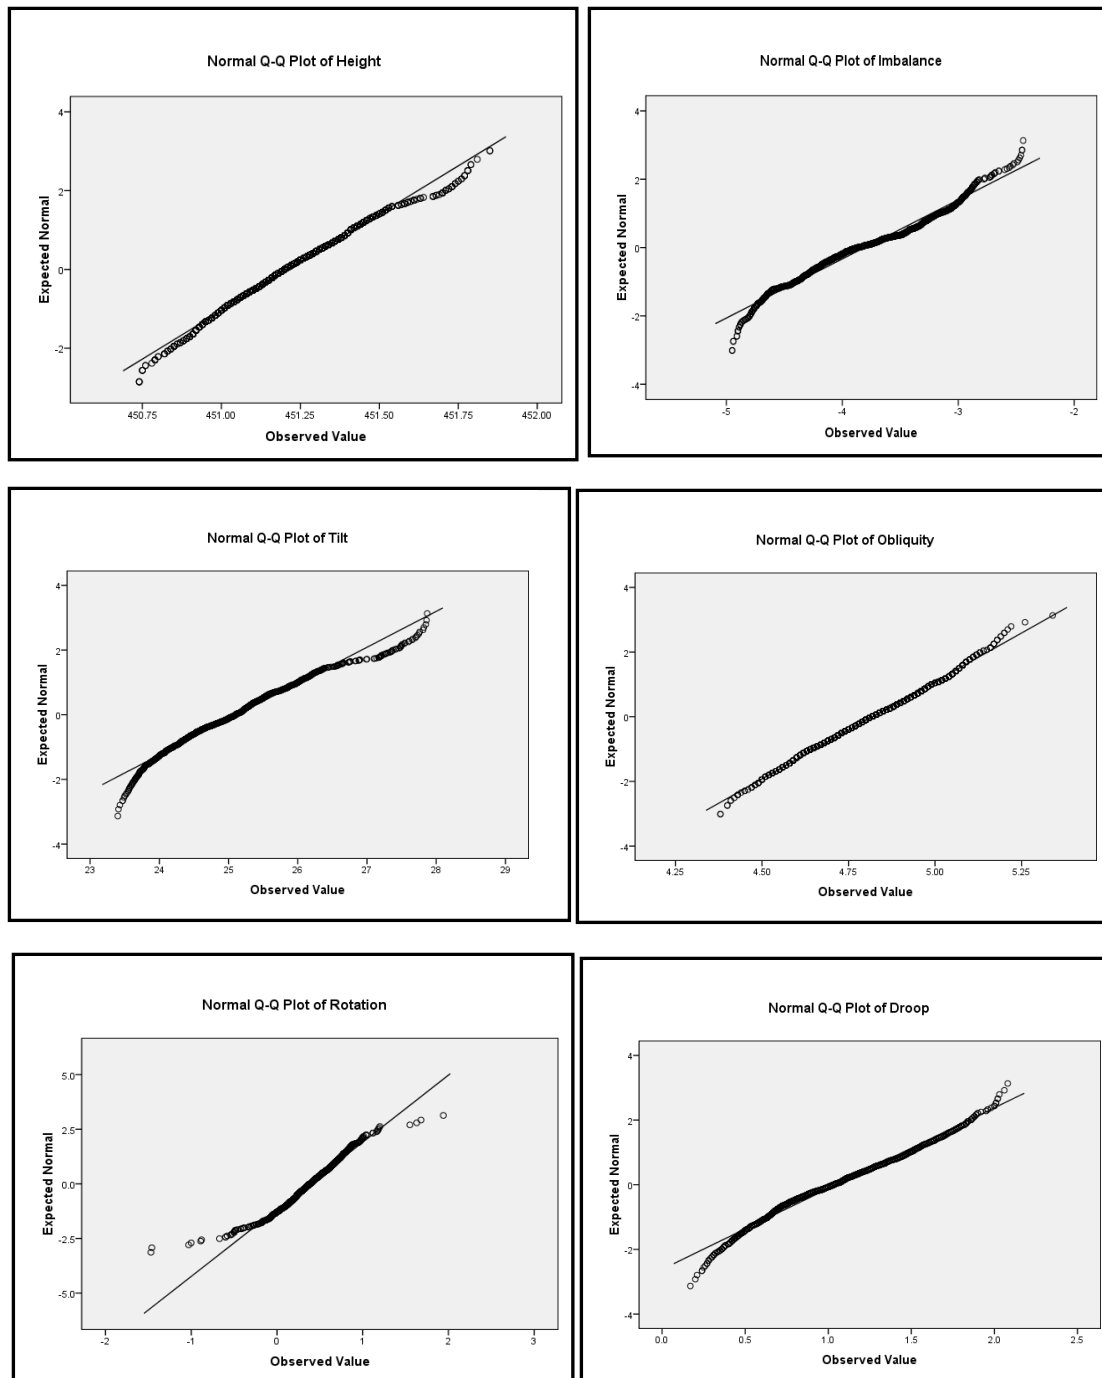 Normal Q-Q Plot of Height
4
2
0
-2
Expected Normal
450.75 451.00 451.25 451.50 451.75 452.00
Observed Value
Normal Q-Q Plot of Imbalance
4
2
0
-2
-4
Expected Normal
-5 -4 -3 -2
Observed Value
Normal Q-Q Plot of Tilt
4
2
0
-2
-4
Expected Normal
23 24 25 26 27 28 29
Observed Value
Normal Q-Q Plot of Obliquity
4
2
0
-2
-4
Expected Normal
4.25 4.50 4.75 5.00 5.25
Observed Value
Normal Q-Q Plot of Rotation
5.0
2.5
0.0
-2.5
-5.0
Expected Normal
-2 -1 0 1 2 3
Observed Value
Normal Q-Q Plot of Droop
4
2
0
-2
-4
Expected Normal
0.0 0.5 1.0 1.5 2.0 2.5
Observed Value